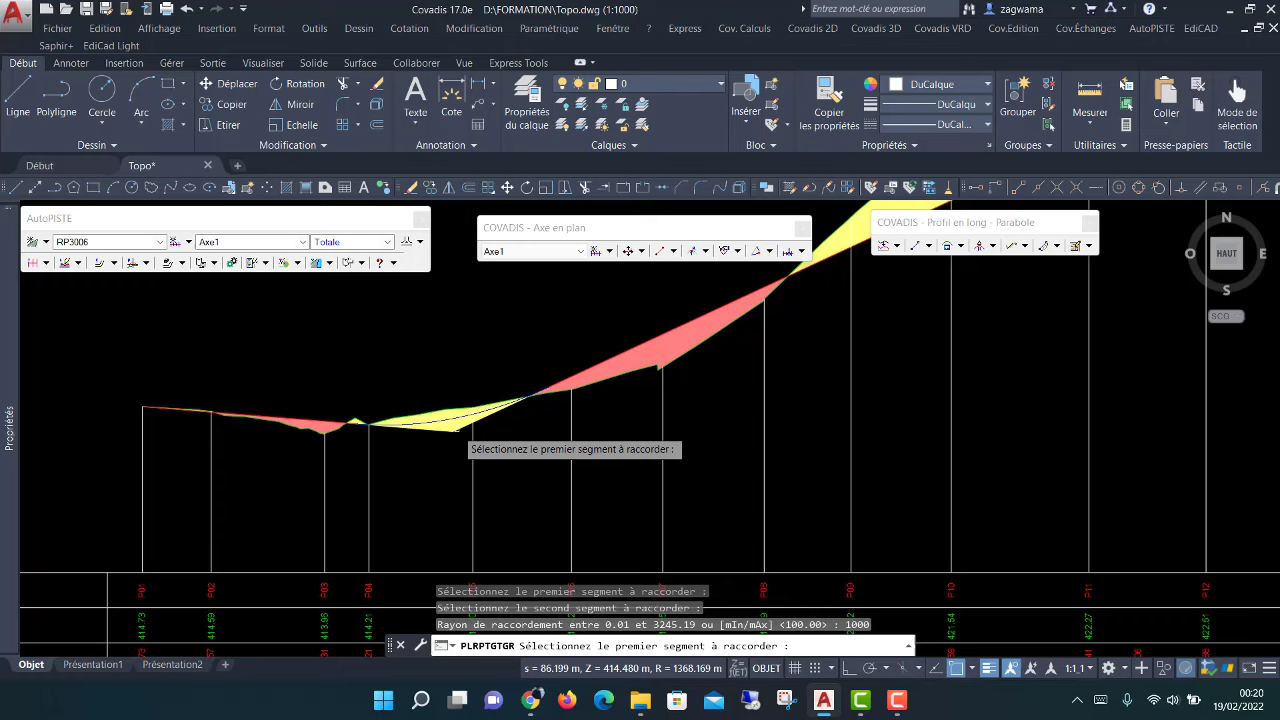 Covadis 17.0e D:\FORMATION\Topo.dwg (1:1000)
Entrez mot-clé ou expression
zagwama
Fichier Edition Affichage Insertion Format Outils Dessin Cotation Modification Paramétrique Fenêtre ? Express Cov. Calculs Covadis 2D Covadis 3D Covadis VRD Cov.Echanges AutoPISTE EdiCAD
Saphir+ EdiCad Light
Début Annoter Insertion Gérer Sortie Visualiser Solide Surface Collaborer Vue Express Tools
Ligne Polyligne Cercle Arc
Déplacer Rotation
Copier Miroir
Etirer Echelle
Texte Cotation
Propriétés du calque
0
Insérer
Copier les propriétés
DuCalque
DuCalqu
DuCal...
Grouper Mesurer Coller Mode de sélection
Dessin Modification Annotation Calques Bloc Propriétés Groupes Utilitaires Presse-papiers Tactile
Début Topo*
AutoPISTE
RP3006 Axe1 Totale
COVADIS - Axe en plan
Axe1
COVADIS - Profil en long - Parabole
N
O HAUT E
S
SCG
Propriétés
Sélectionnez le premier segment à raccorder :
P01 P02 P03 P04 P08 P09 P10 P11 P12
414.73 414.59 413.98 414.21 421.54 422.27 422.51
Sélectionnez le premier segment à raccorder :
Sélectionnez le second segment à raccorder :
Rayon de raccordement entre 0.01 et 3245.19 ou [mIn/mAx] <100.00> : 1000
PLRPTGTGR Sélectionnez le premier segment à raccorder :
Objet Présentation1 Présentation2
s = 86.199 m, Z = 414.480 m, R = 1368.169 m
OBJET
1:1
00:20
19/02/2022